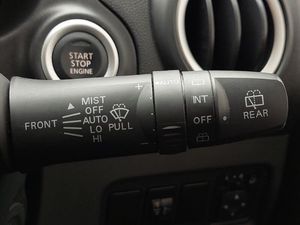 START
STOP
ENGINE
MIST
OFF
FRONT AUTO INT
LO PULL OFF REAR
HI